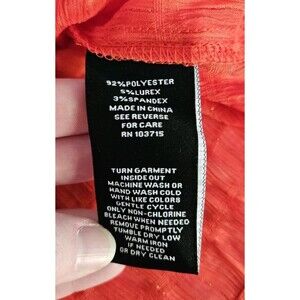 92%POLYESTER
5%LUREX
3%SPANDEX
MADE IN CHINA
SEE REVERSE
FOR CARE
RN 103715
TURN GARMENT
INSIDE OUT
MACHINE WASH OR
HAND WASH COLD
WITH LIKE COLORS
GENTLE CYCLE
ONLY NON-CHLORINE
BLEACH WHEN NEEDED
REMOVE PROMPTLY
TUMBLE DRY LOW
WARM IRON
IF NEEDED
OR DRY CLEAN